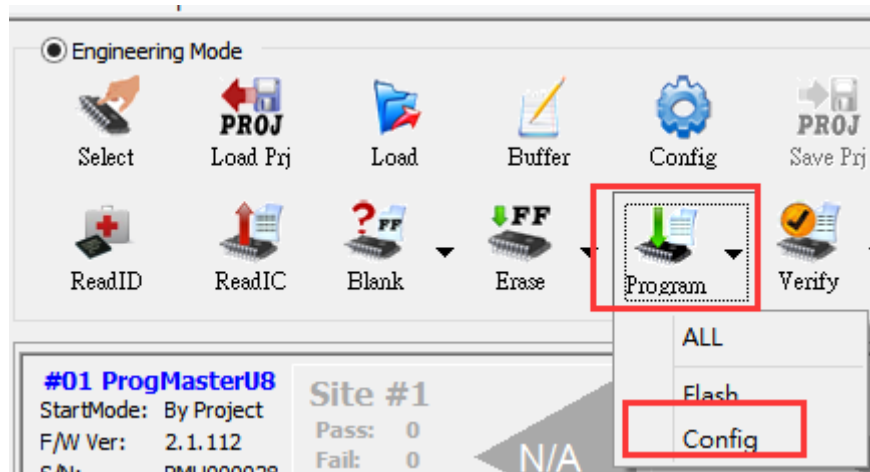 Engineering Mode
PROJ
PROJ
Select
Load Prj
Load
Buffer
Config
Save Prj
? FF
FF
ReadID
ReadIC
Blank
Erase
Program
Verify
ALL
Flash
Config
#01 ProgMasterU8
StartMode: By Project
F/W Ver: 2.1.112
Site #1
Pass: 0
Fail: 0
N/A